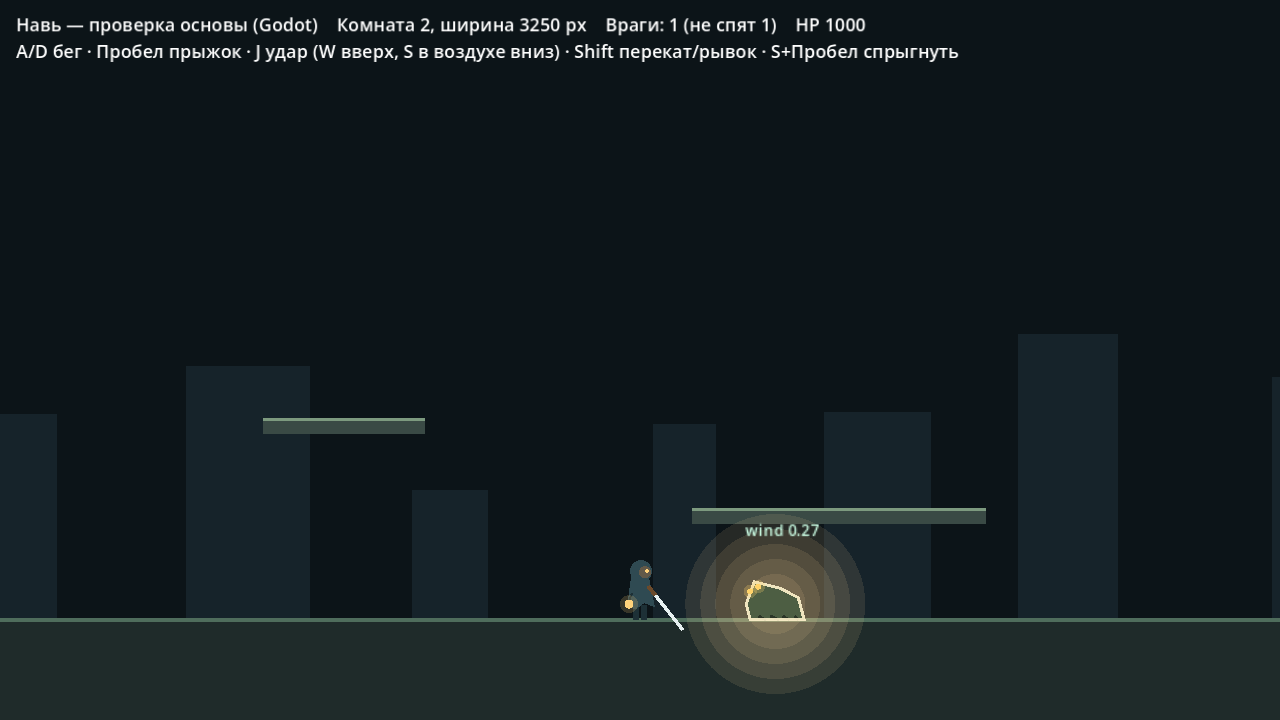 Навь — проверка основы (Godot)    Комната 2, ширина 3250 px    Враги: 1 (не спят 1)    HP 1000
A/D бег · Пробел прыжок · J удар (W вверх, S в воздухе вниз) · Shift перекат/рывок · S+Пробел спрыгнуть
wind 0.27